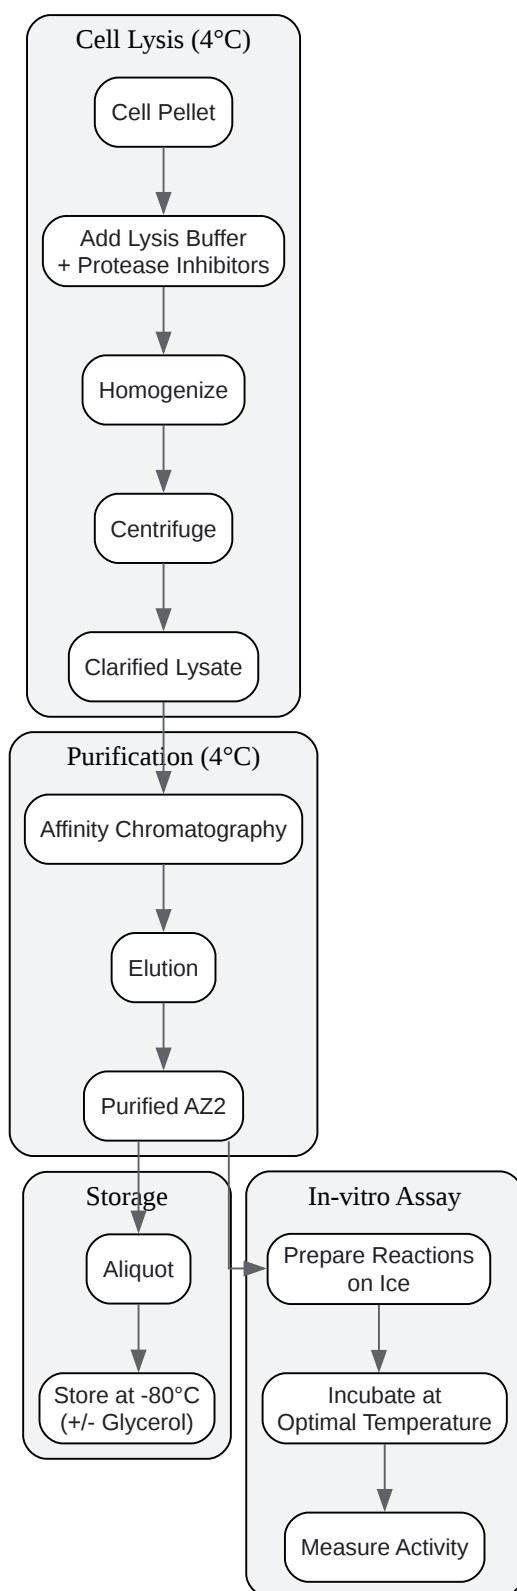 Cell Lysis (4°C)
Cell Pellet
Add Lysis Buffer
+ Protease Inhibitors
Homogenize
Centrifuge
Clarified Lysate
Purification (4°C)
Affinity Chromatography
Elution
Purified AZ2
Storage
Aliquot
Store at -80°C
(+/- Glycerol)
In-vitro Assay
Prepare Reactions
on Ice
Incubate at
Optimal Temperature
Measure Activity